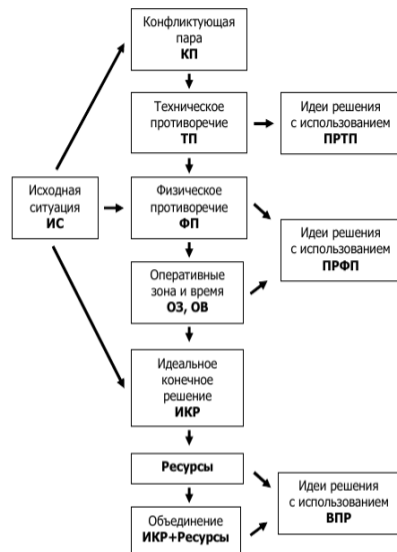 Конфликтующая
пара
КП
Техническое
противоречие
ТП
Идеи решения
с использованием
ПРТП
Исходная
ситуация
ИС
Физическое
противоречие
ФП
Идеи решения
с использованием
ПРФП
Оперативные
зона и время
ОЗ, ОВ
Идеальное
конечное
решение
ИКР
Ресурсы
Идеи решения
с использованием
ВПР
Объединение
ИКР+Ресурсы